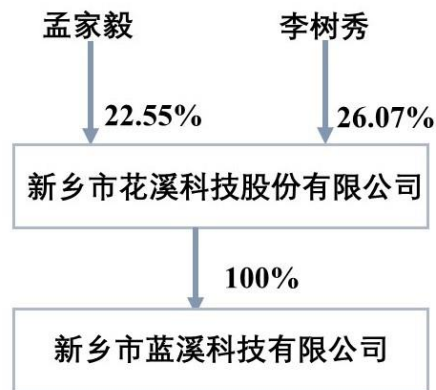 孟家毅 李树秀
22.55% 26.07%
新乡市花溪科技股份有限公司
100%
新乡市蓝溪科技有限公司